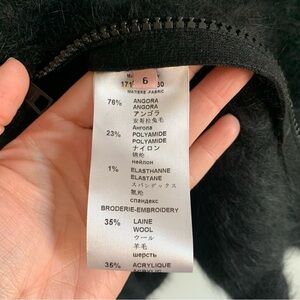 6
MATIERE FABRIC
76% ANGORA
ANGORA
アンゴラ
安哥拉兔毛
Ангола
23% POLYAMIDE
POLYAMIDE
ナイロン
锦纶
нейлон
1% ELASTHANNE
ELASTANE
スパンデックス
氨纶
спандекс
BRODERIE-EMBROIDERY
35% LAINE
WOOL
ウール
羊毛
шерсть
35% ACRYLIQUE